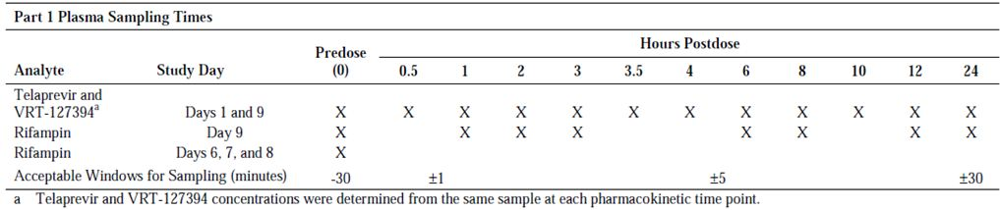 Part 1 Plasma Sampling Times
Hours Postdose
Predose
Analyte Study Day (0) 0.5 1 2 3 3.5 4 6 8 10 12 24
Telaprevir and
VRT-127394a Days 1 and 9 X X X X X X X X X X X X
Rifampin Day 9 X X X X X X X X
Rifampin Days 6, 7, and 8 X
Acceptable Windows for Sampling (minutes) -30 ±1 ±5 ±30
a Telaprevir and VRT-127394 concentrations were determined from the same sample at each pharmacokinetic time point.